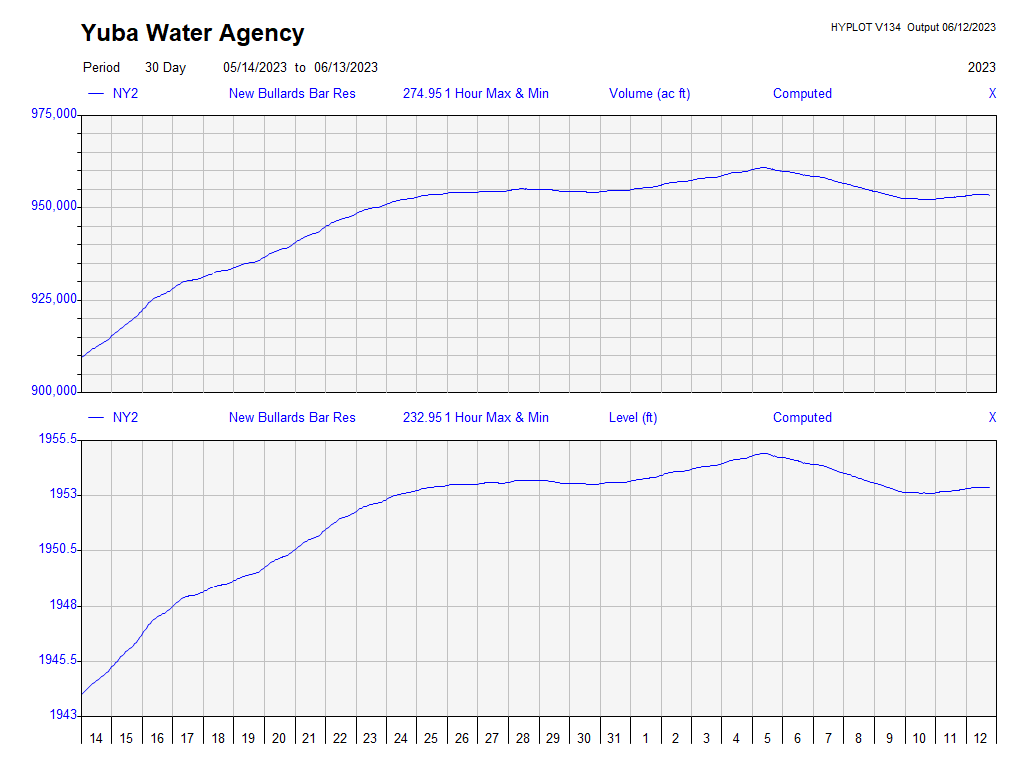 Yuba Water Agency
HYPLOT V134 Output 06/12/2023
Period 30 Day 05/14/2023 to 06/13/2023 2023
NY2 New Bullards Bar Res 274.95 1 Hour Max & Min Volume (ac ft) Computed X
975,000
950,000
925,000
900,000
NY2 New Bullards Bar Res 232.95 1 Hour Max & Min Level (ft) Computed X
1955.5
1953
1950.5
1948
1945.5
1943
14 15 16 17 18 19 20 21 22 23 24 25 26 27 28 29 30 31 1 2 3 4 5 6 7 8 9 10 11 12